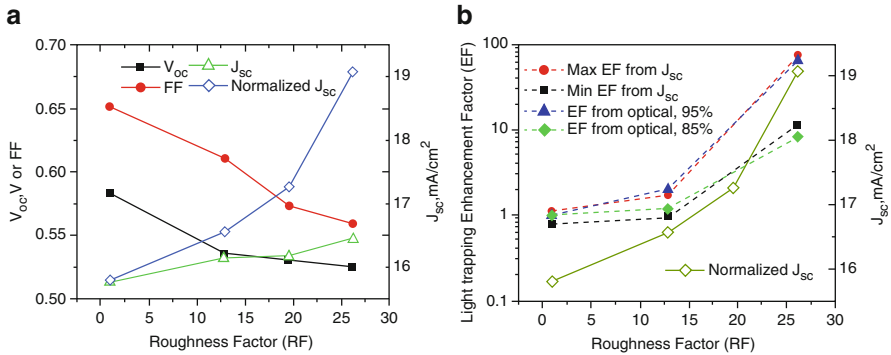 a
0.70
0.65
0.60
0.55
0.50
V_oc,V or FF
0
5
10
15
20
25
30
Roughness Factor (RF)
19
18
17
16
J_sc,mA/cm²
V_oc
J_sc
FF
Normalized J_sc
b
100
10
1
0.1
Light trapping Enhancement Factor (EF)
0
5
10
15
20
25
30
Roughness Factor (RF)
19
18
17
16
J_sc,mA/cm²
Max EF from J_sc
Min EF from J_sc
EF from optical, 95%
EF from optical, 85%
Normalized J_sc